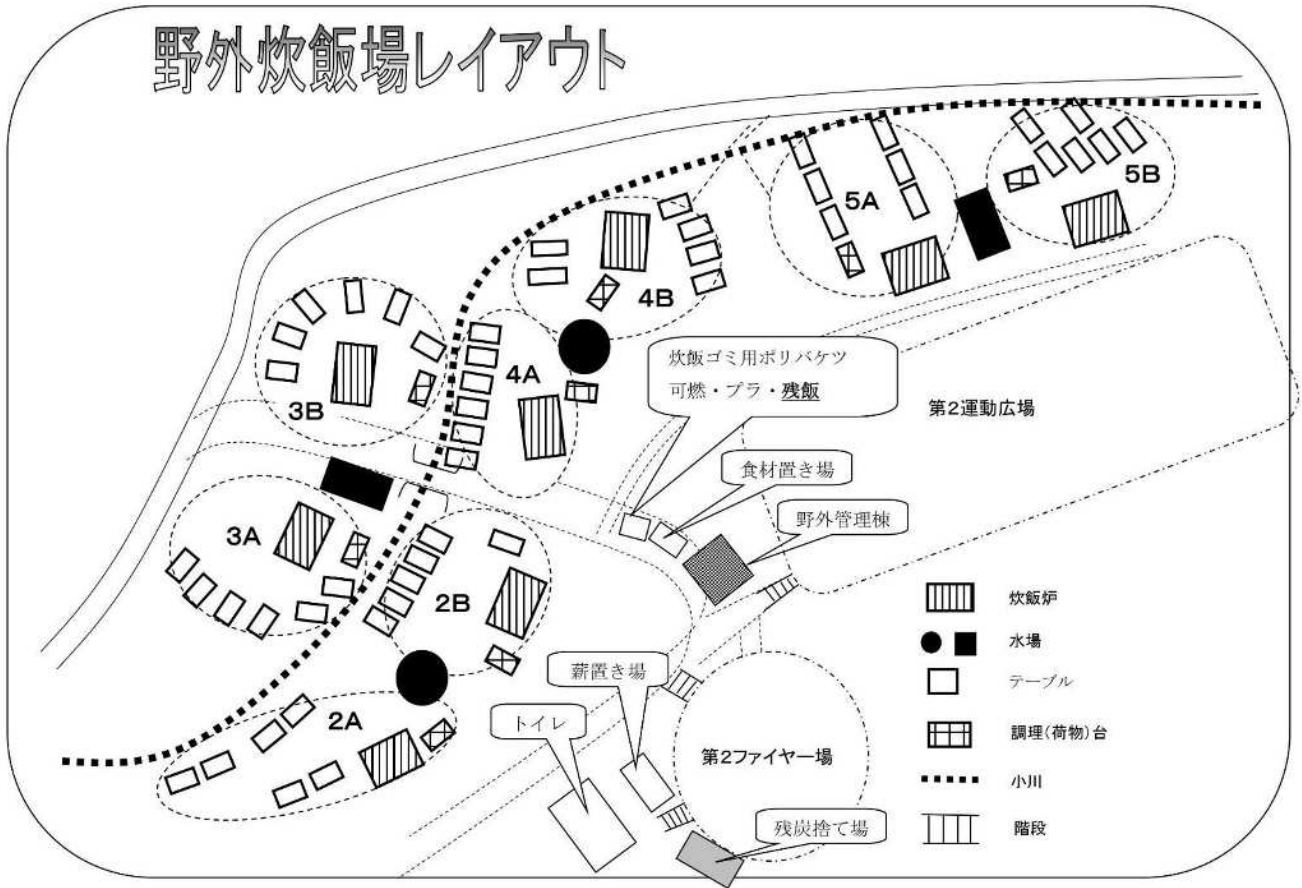 野外炊飯場レイアウト
5B
5A
4B
4A
3B
炊飯ゴミ用ポリバケツ
可燃・プラ・残飯
第2運動広場
食材置き場
野外管理棟
3A
2B
2A
薪置き場
トイレ
第2ファイヤー場
残炭捨て場
炊飯炉
水場
テーブル
調理(荷物)台
小川
階段